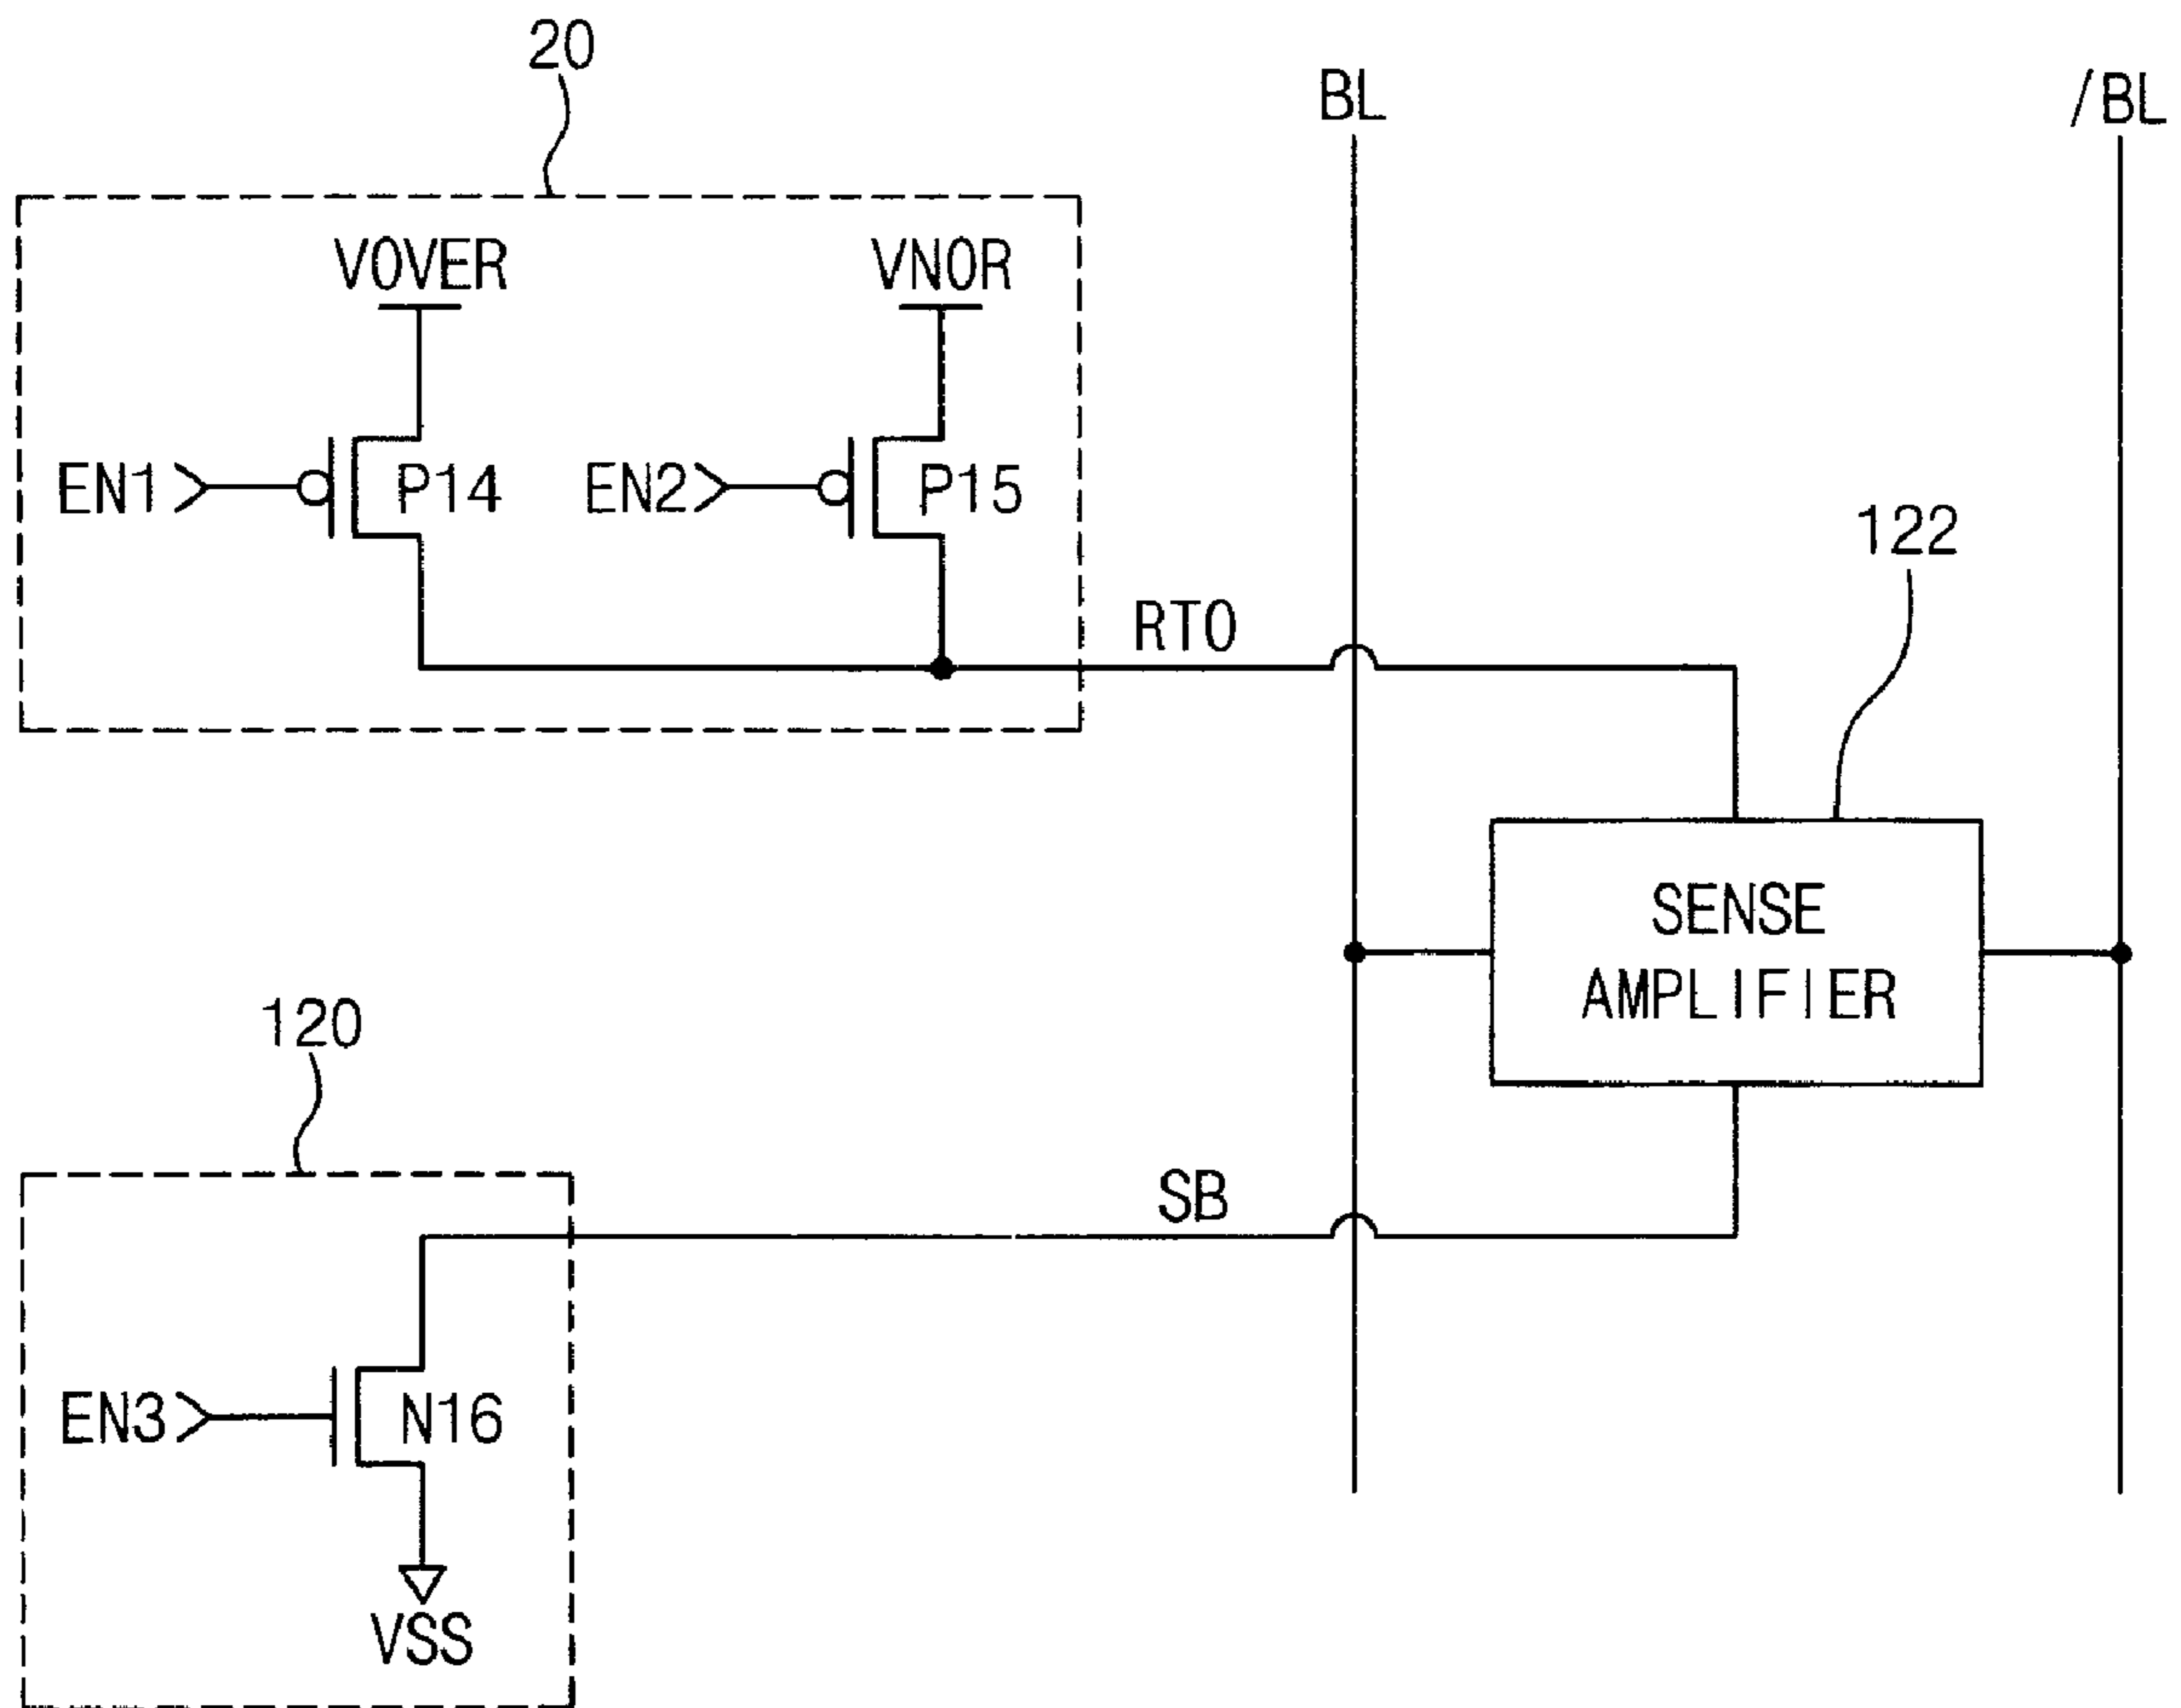 20
BL
/BL
VOVER
VNOR
EN1
P14
EN2
P15
122
RTO
SENSE
AMPLIFIER
120
SB
EN3
N16
VSS